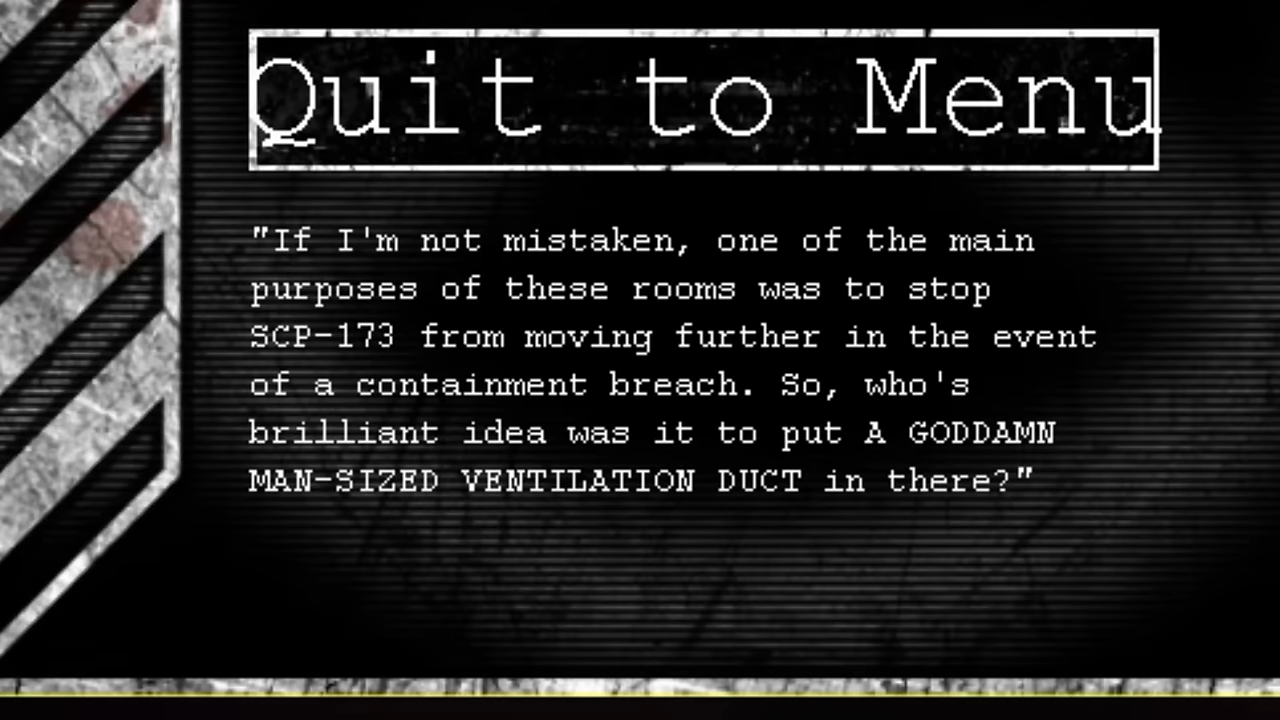 Quit to Menu
"If I'm not mistaken, one of the main
purposes of these rooms was to stop
SCP-173 from moving further in the event
of a containment breach. So, who's
brilliant idea was it to put A GODDAMN
MAN-SIZED VENTILATION DUCT in there?"